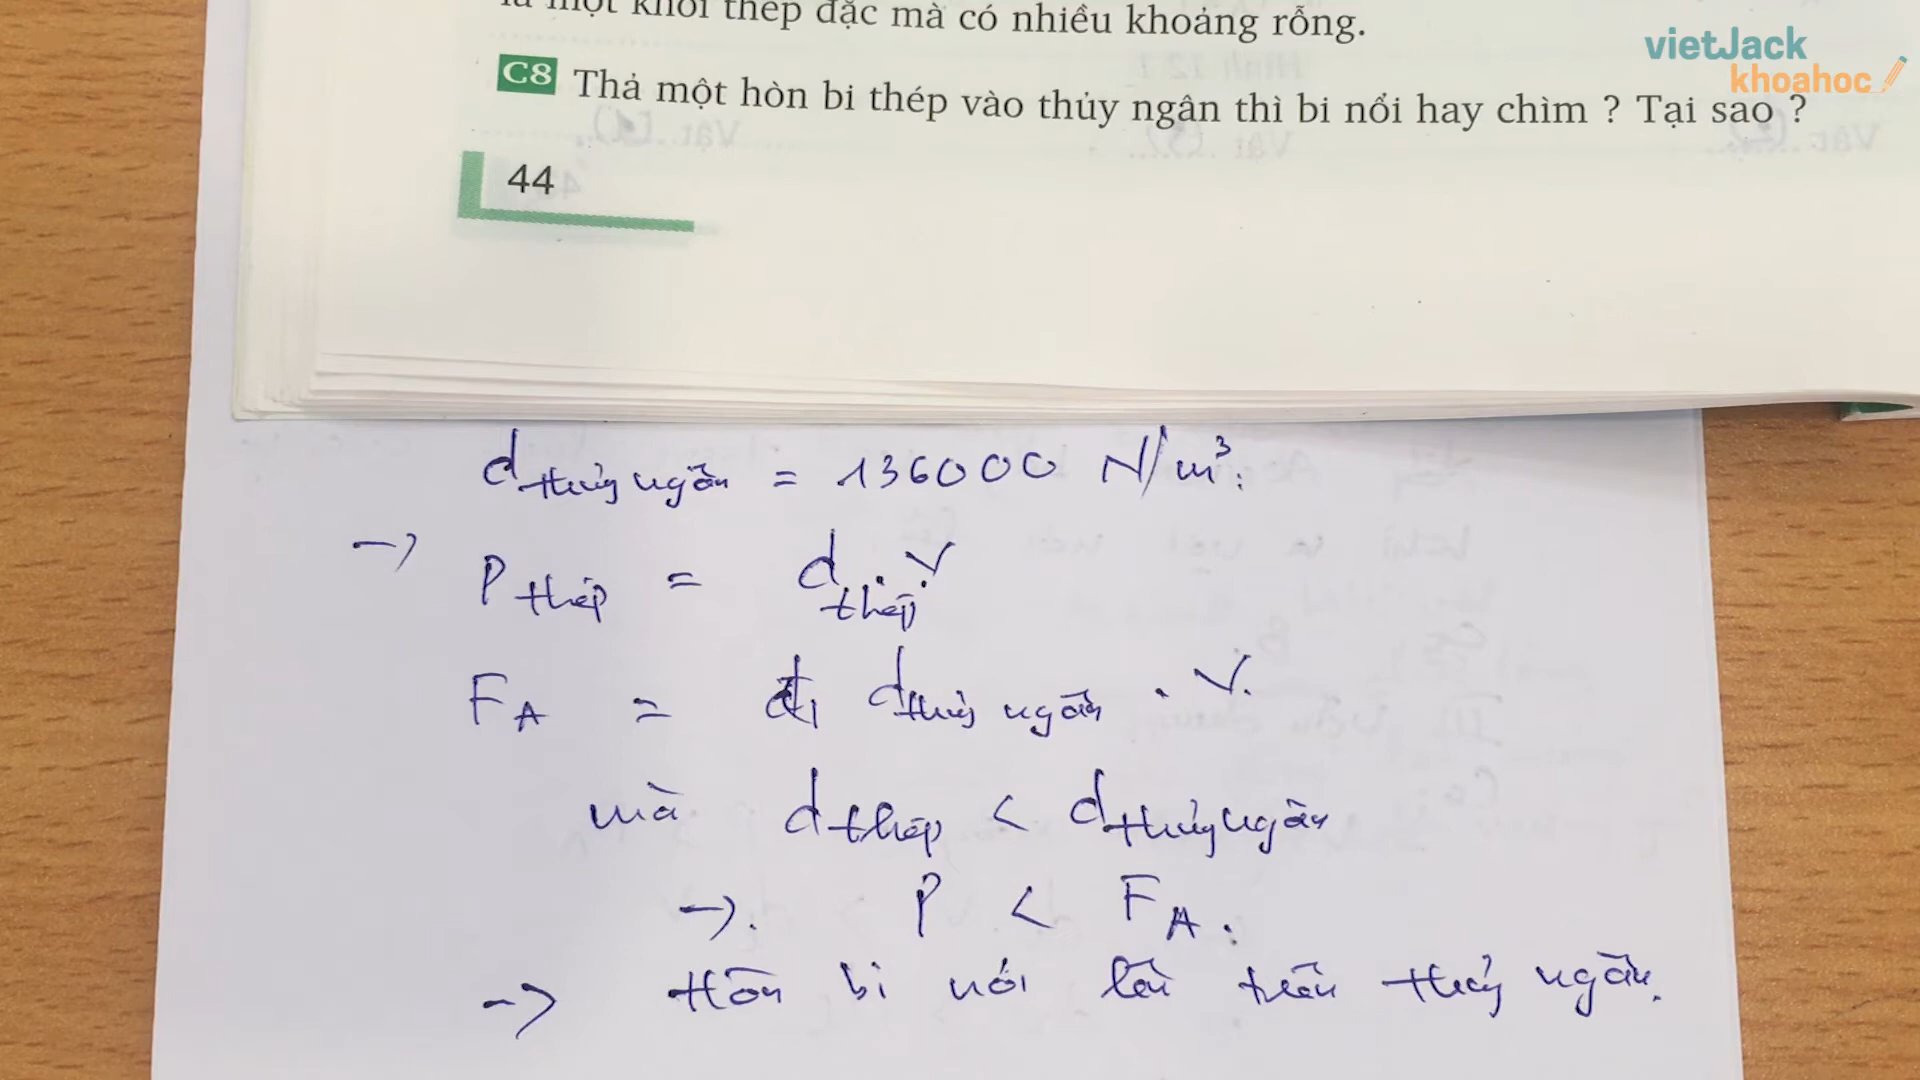 là một khối thép đặc mà có nhiều khoảng rỗng.
vietJack
khoahoc
C8 Thả một hòn bi thép vào thủy ngân thì bi nổi hay chìm ? Tại sao ?
44
d thủy ngân = 136000 N/m³.
→ P thép = d thép . V
F A = d thủy ngân . V.
mà d thép < d thủy ngân
→. P < F A.
→ Hòn bi nổi lên trên thủy ngân.